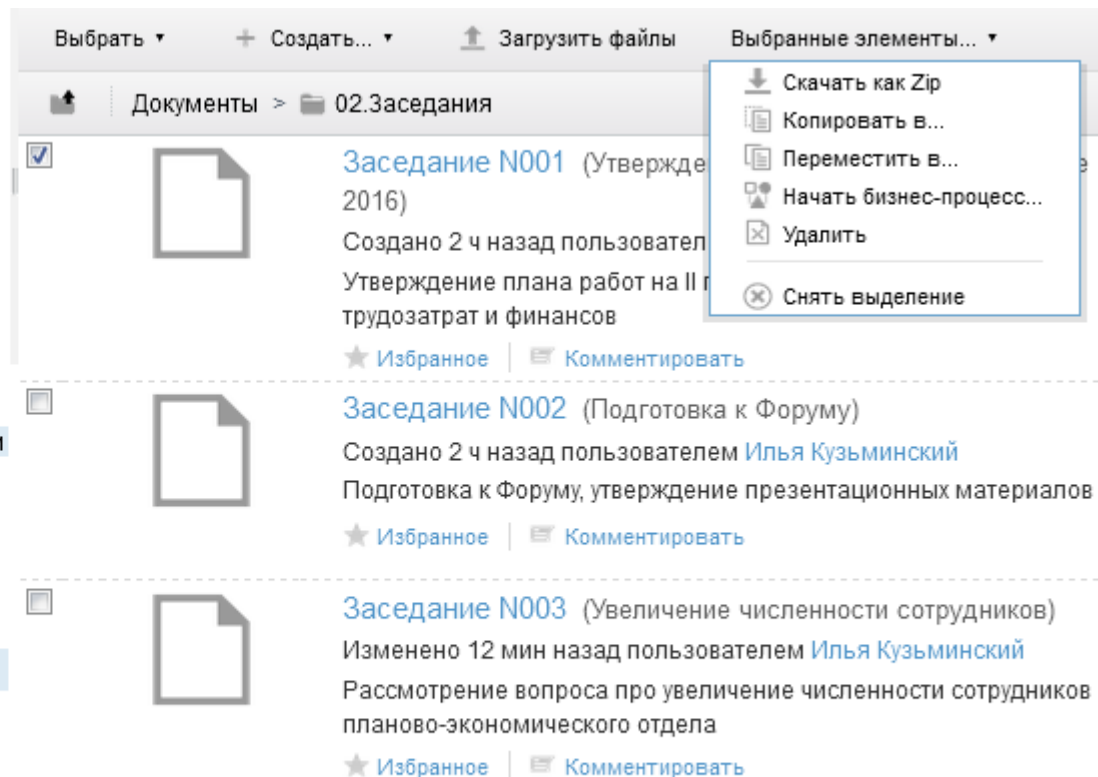 Выбрать Создать... Загрузить файлы Выбранные элементы...
Документы > 02.Заседания
Скачать как Zip
Копировать в...
Переместить в...
Начать бизнес-процесс...
Удалить
Снять выделение
Заседание N001 (Утвержде
2016)
Создано 2 ч назад пользовател
Утверждение плана работ на II
трудозатрат и финансов
Избранное Комментировать
Заседание N002 (Подготовка к Форуму)
Создано 2 ч назад пользователем Илья Кузьминский
Подготовка к Форуму, утверждение презентационных материалов
Избранное Комментировать
Заседание N003 (Увеличение численности сотрудников)
Изменено 12 мин назад пользователем Илья Кузьминский
Рассмотрение вопроса про увеличение численности сотрудников
планово-экономического отдела
Избранное Комментировать